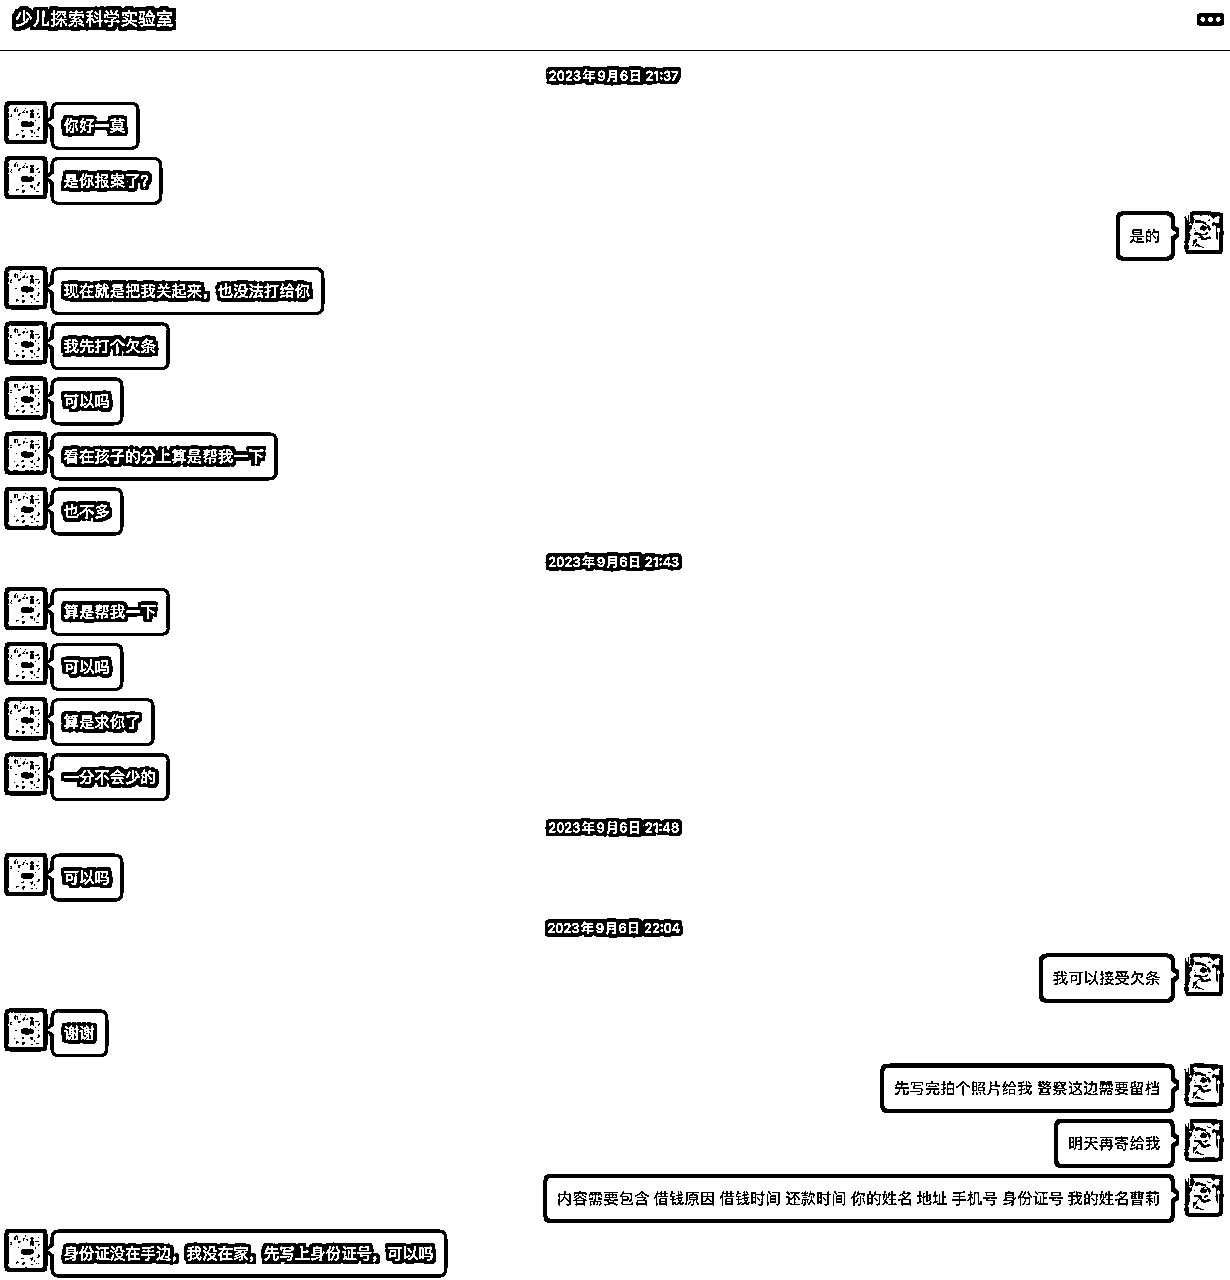 少儿探索科学实验室
2023年9月6日 21:37
你好一莫
是你报案了？
是的
现在就是把我关起来，也没法打给你
我先打个欠条
可以吗
看在孩子的分上算是帮我一下
也不多
2023年9月6日 21:43
算是帮我一下
可以吗
算是求你了
一分不会少的
2023年9月6日 21:48
可以吗
2023年9月6日 22:04
我可以接受欠条
谢谢
先写完拍个照片给我 警察这边需要留档
明天再寄给我
内容需要包含 借钱原因 借钱时间 还款时间 你的姓名 地址 手机号 身份证号 我的姓名曹莉
身份证没在手边，我没在家，先写上身份证号，可以吗